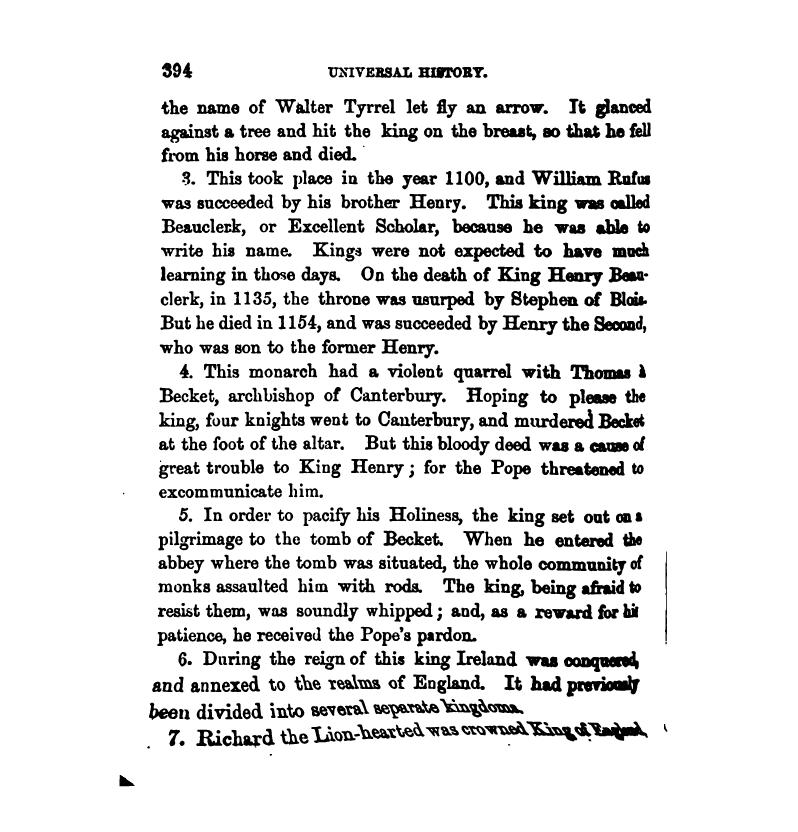 394 UNIVERSAL HISTORY.
the name of Walter Tyrrel let fly an arrow. It glanced
against a tree and hit the king on the breast, so that he fell
from his horse and died.
3. This took place in the year 1100, and William Rufus
was succeeded by his brother Henry. This king was called
Beauclerk, or Excellent Scholar, because he was able to
write his name. Kings were not expected to have much
learning in those days. On the death of King Henry Beau-
clerk, in 1135, the throne was usurped by Stephen of Blois.
But he died in 1154, and was succeeded by Henry the Second,
who was son to the former Henry.
4. This monarch had a violent quarrel with Thomas à
Becket, archbishop of Canterbury. Hoping to please the
king, four knights went to Canterbury, and murdered Becket
at the foot of the altar. But this bloody deed was a cause of
great trouble to King Henry; for the Pope threatened to
excommunicate him.
5. In order to pacify his Holiness, the king set out on a
pilgrimage to the tomb of Becket. When he entered the
abbey where the tomb was situated, the whole community of
monks assaulted him with rods. The king, being afraid to
resist them, was soundly whipped; and, as a reward for his
patience, he received the Pope's pardon.
6. During the reign of this king Ireland was conquered,
and annexed to the realms of England. It had previously
been divided into several separate kingdoms.
7. Richard the Lion-hearted was crowned King of England,